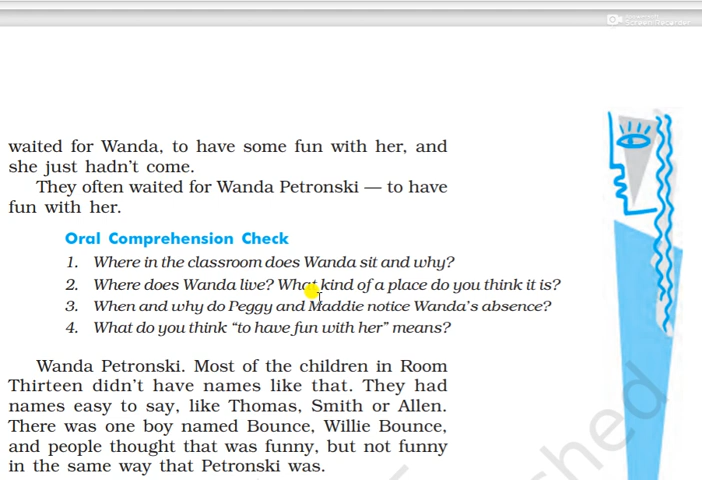 Screen Recorder
waited for Wanda, to have some fun with her, and
she just hadn't come.
They often waited for Wanda Petronski — to have
fun with her.
Oral Comprehension Check
1. Where in the classroom does Wanda sit and why?
2. Where does Wanda live? What kind of a place do you think it is?
3. When and why do Peggy and Maddie notice Wanda's absence?
4. What do you think “to have fun with her” means?
Wanda Petronski. Most of the children in Room
Thirteen didn't have names like that. They had
names easy to say, like Thomas, Smith or Allen.
There was one boy named Bounce, Willie Bounce,
and people thought that was funny, but not funny
in the same way that Petronski was.